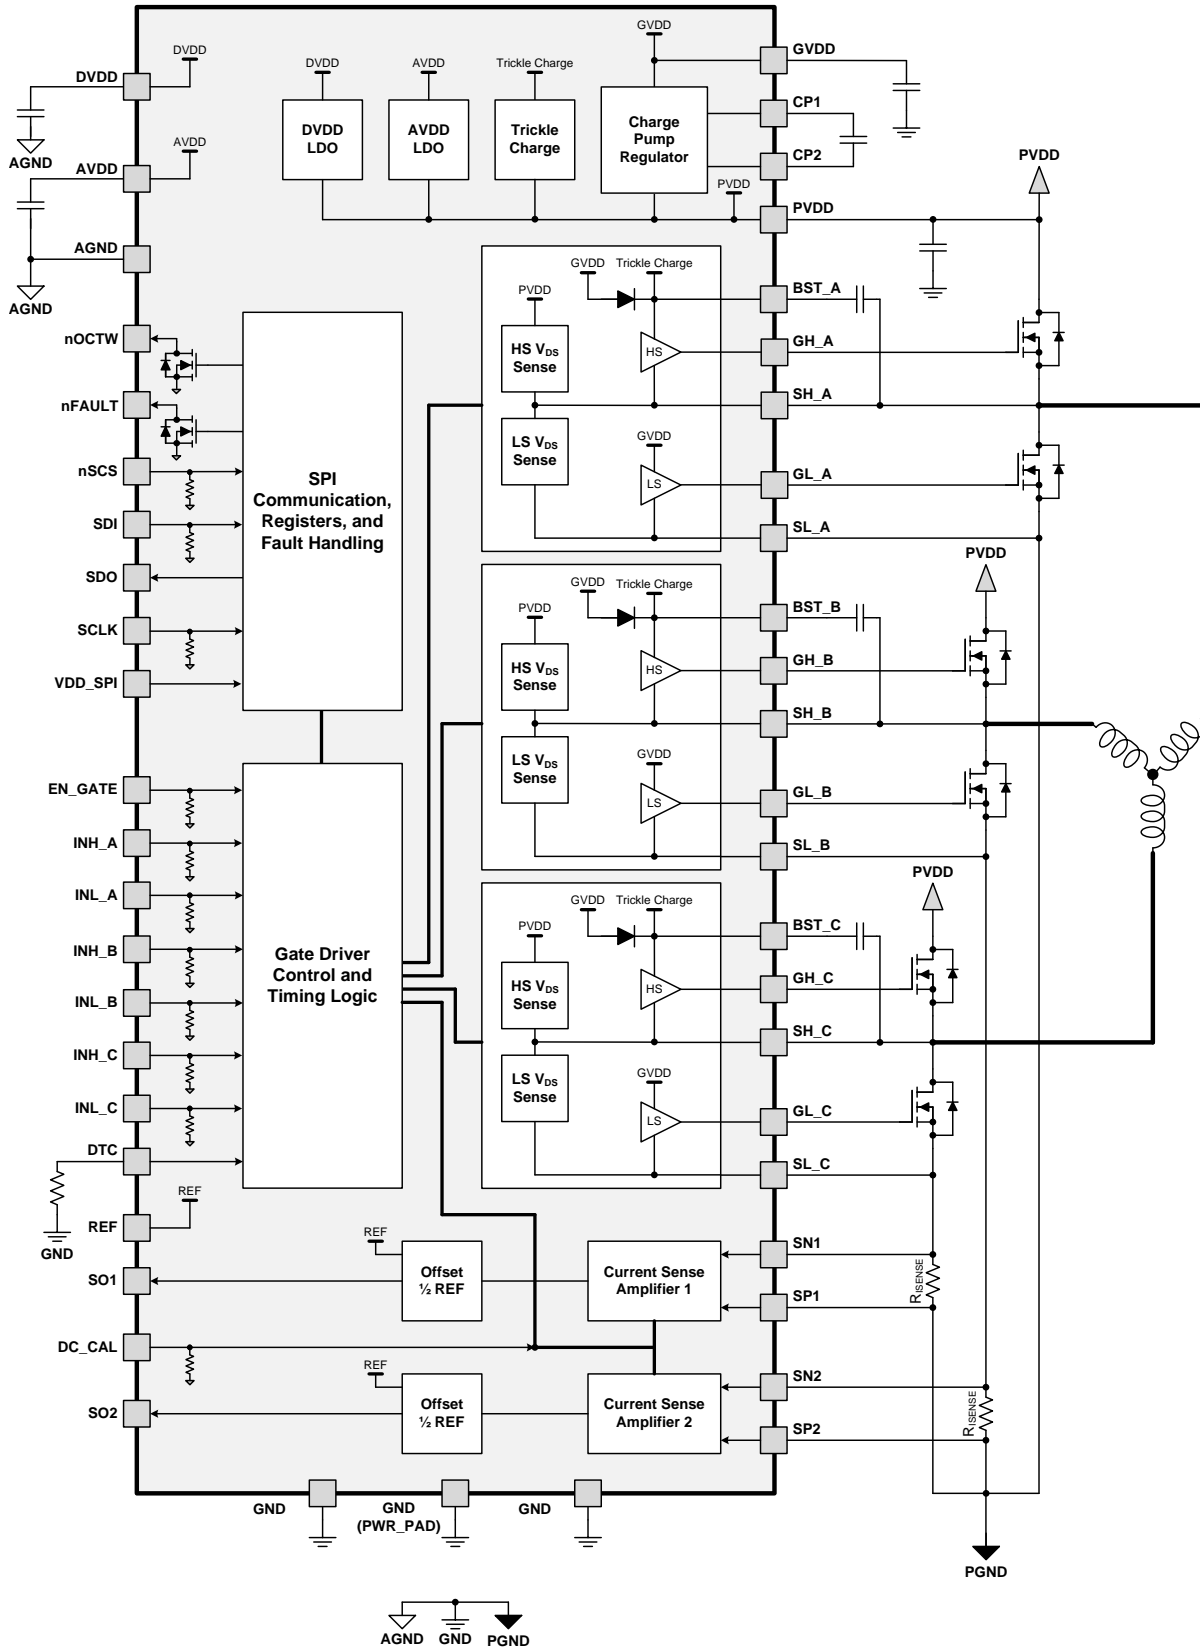 GVDD
DVDD
DVDD
GVDD
DVDD
AVDD
Trickle Charge
CP1
DVDD
LDO
AVDD
LDO
Trickle
Charge
Charge
Pump
Regulator
AGND
AVDD
CP2
PVDD
AVDD
PVDD
PVDD
AGND
AGND
GVDD
Trickle Charge
BST_A
PVDD
nOCTW
HS VDS
Sense
HS
GH_A
nFAULT
SH_A
LS VDS
Sense
GVDD
nSCS
LS
GL_A
SPI
Communication,
Registers, and
Fault Handling
SDI
SL_A
PVDD
SDO
GVDD
Trickle Charge
BST_B
PVDD
SCLK
HS VDS
Sense
HS
GH_B
VDD_SPI
SH_B
LS VDS
Sense
GVDD
EN_GATE
LS
GL_B
INH_A
SL_B
PVDD
INL_A
GVDD
Trickle Charge
BST_C
PVDD
INH_B
Gate Driver
Control and
Timing Logic
HS VDS
Sense
HS
GH_C
INL_B
SH_C
INH_C
LS VDS
Sense
GVDD
INL_C
LS
GL_C
DTC
SL_C
REF
REF
GND
REF
SN1
SO1
Offset
½ REF
Current Sense
Amplifier 1
RISENSE
SP1
DC_CAL
REF
SN2
SO2
Offset
½ REF
Current Sense
Amplifier 2
RISENSE
SP2
GND
GND
(PWR_PAD)
GND
PGND
AGND
GND
PGND